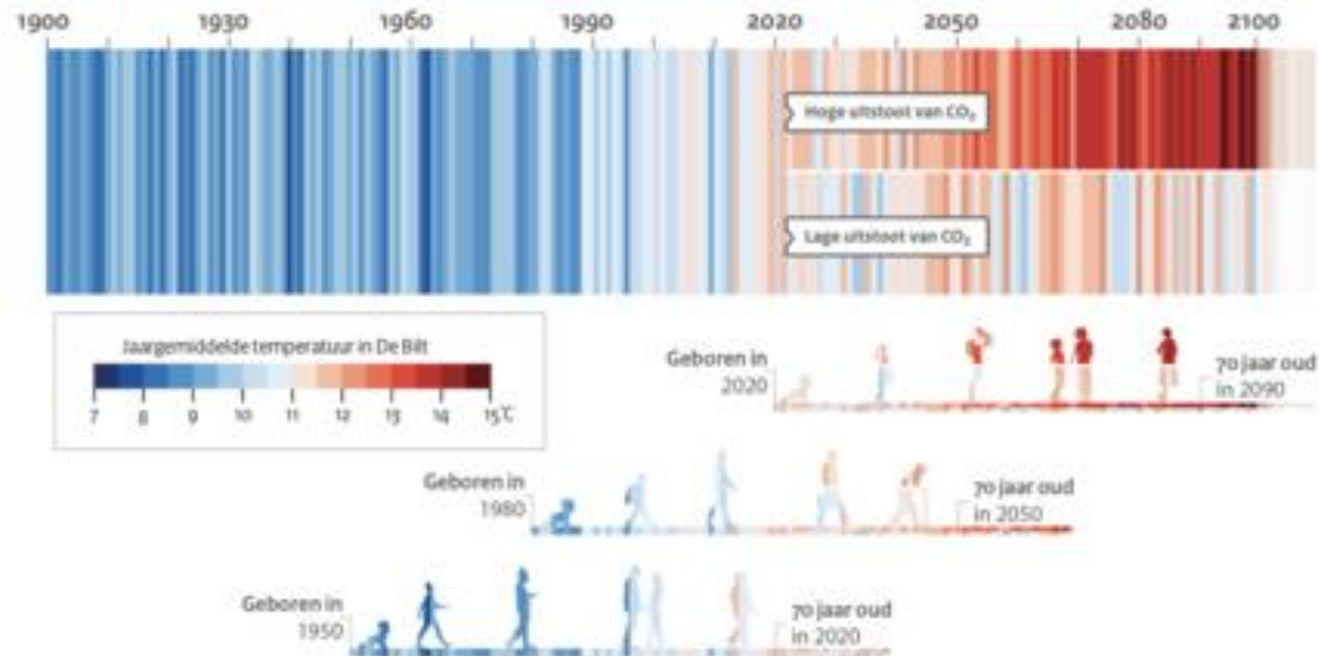 1900 1930 1960 1990 2020 2050 2080 2100
Hoge uitstoot van CO₂
Lage uitstoot van CO₂
Jaargemiddelde temperatuur in De Bilt
7 8 9 10 11 12 13 14 15°C
Geboren in
2020
70 jaar oud
in 2090
Geboren in
1980
70 jaar oud
in 2050
Geboren in
1950
70 jaar oud
in 2020